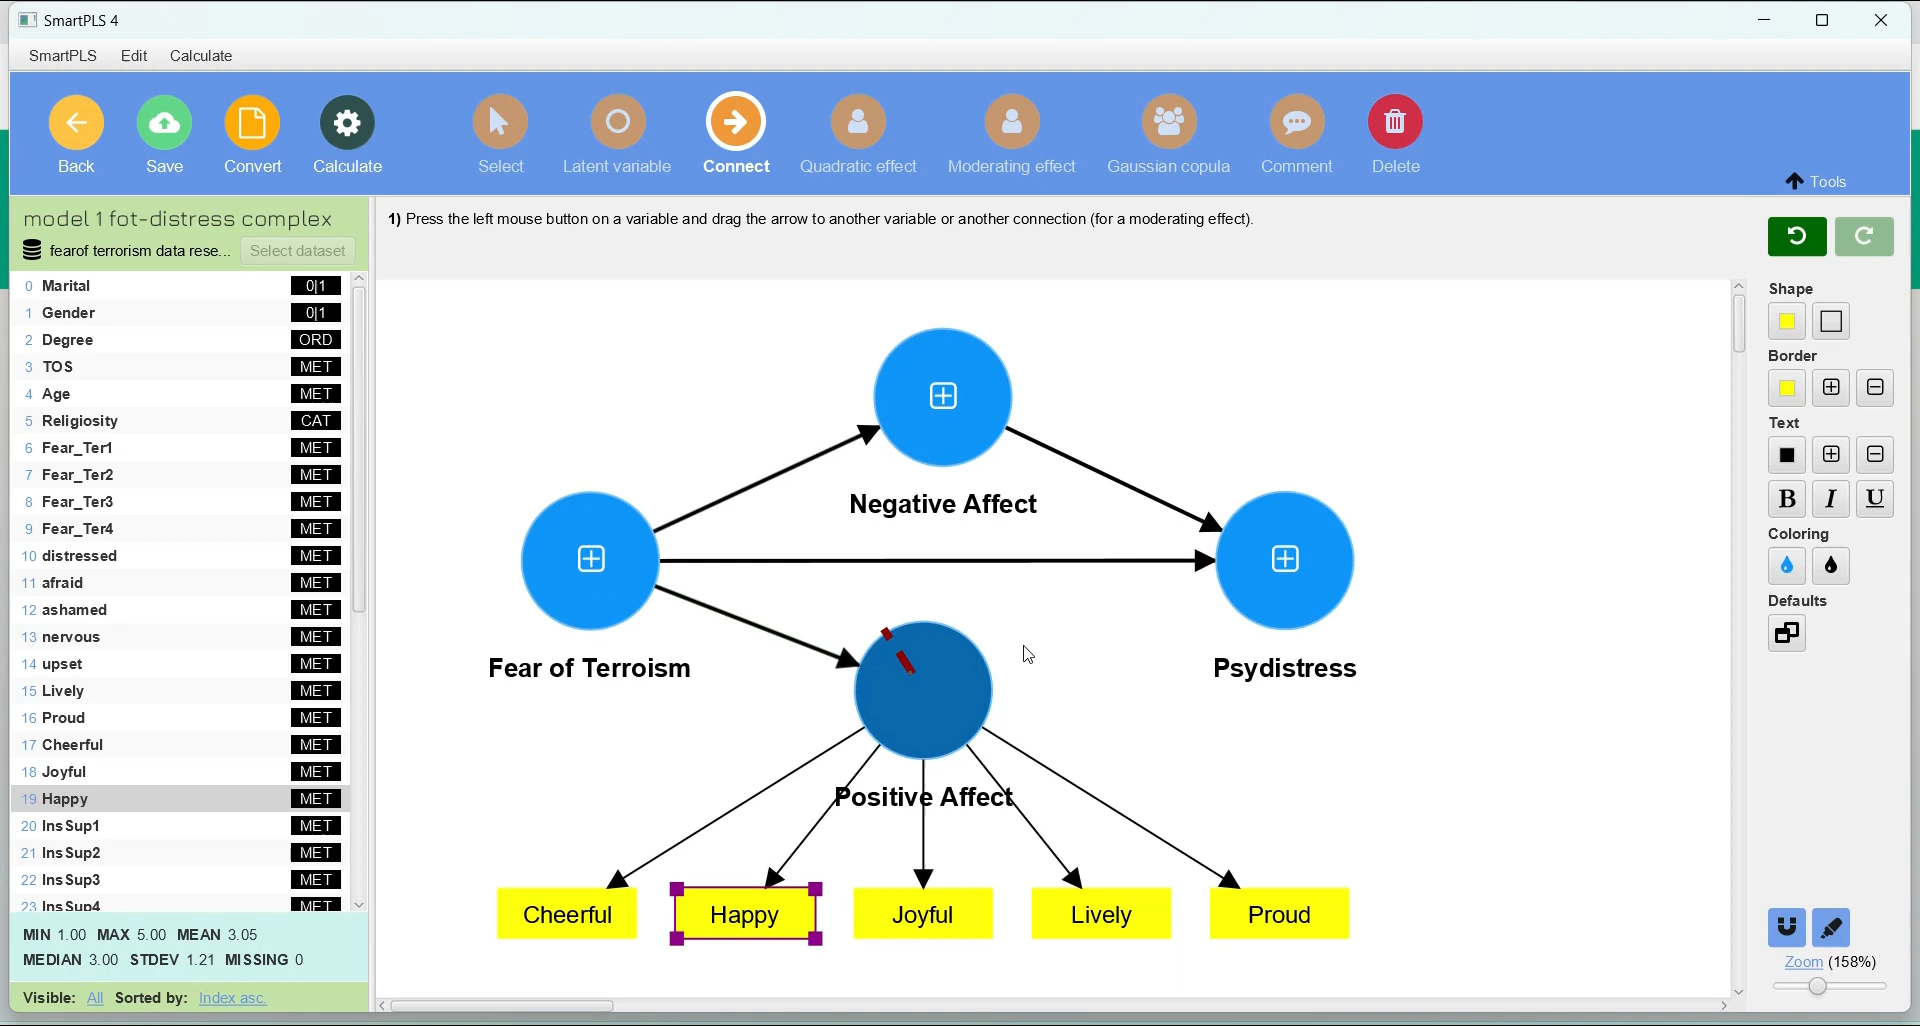 SmartPLS 4
SmartPLS Edit Calculate
Back Save Convert Calculate Select Latent variable Connect Quadratic effect Moderating effect Gaussian copula Comment Delete
Tools
model 1 fot-distress complex
fearof terrorism data rese... Select dataset
1) Press the left mouse button on a variable and drag the arrow to another variable or another connection (for a moderating effect).
0 Marital 0|1
1 Gender 0|1
2 Degree ORD
3 TOS MET
4 Age MET
5 Religiosity CAT
6 Fear_Ter1 MET
7 Fear_Ter2 MET
8 Fear_Ter3 MET
9 Fear_Ter4 MET
10 distressed MET
11 afraid MET
12 ashamed MET
13 nervous MET
14 upset MET
15 Lively MET
16 Proud MET
17 Cheerful MET
18 Joyful MET
19 Happy MET
20 InsSup1 MET
21 InsSup2 MET
22 InsSup3 MET
23 InsSup4 MET
MIN 1.00 MAX 5.00 MEAN 3.05
MEDIAN 3.00 STDEV 1.21 MISSING 0
Visible: All Sorted by: Index asc.
Negative Affect
Fear of Terroism
Psydistress
Positive Affect
Cheerful Happy Joyful Lively Proud
Shape
Border
Text
B I U
Coloring
Defaults
Zoom (158%)